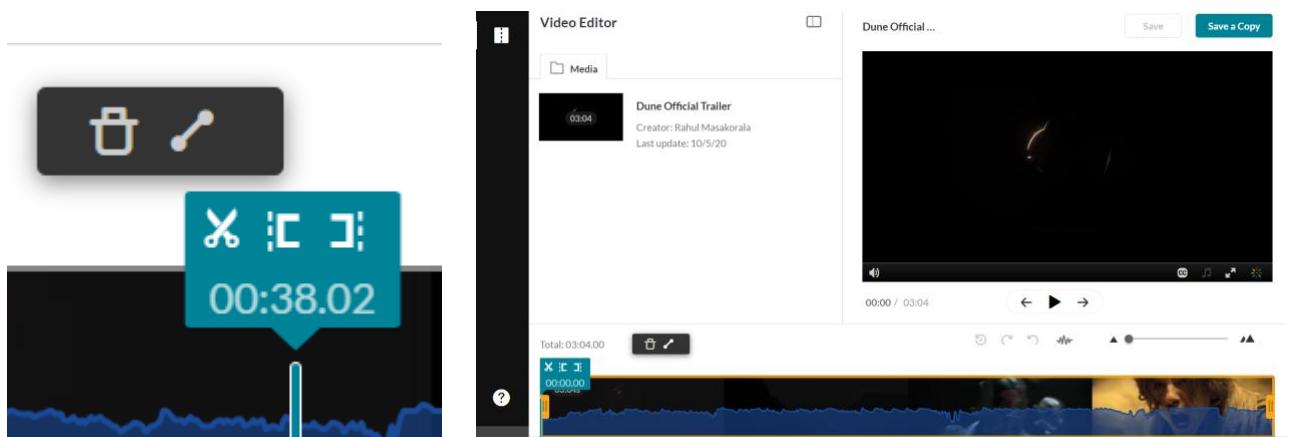 00:38.02
Video Editor
Media
03:04
Dune Official Trailer
Creator: Rahul Masakorala
Last update: 10/5/20
Dune Official ...
Save
Save a Copy
CC
00:00 / 03:04
Total: 03:04.00
00:00.00
?